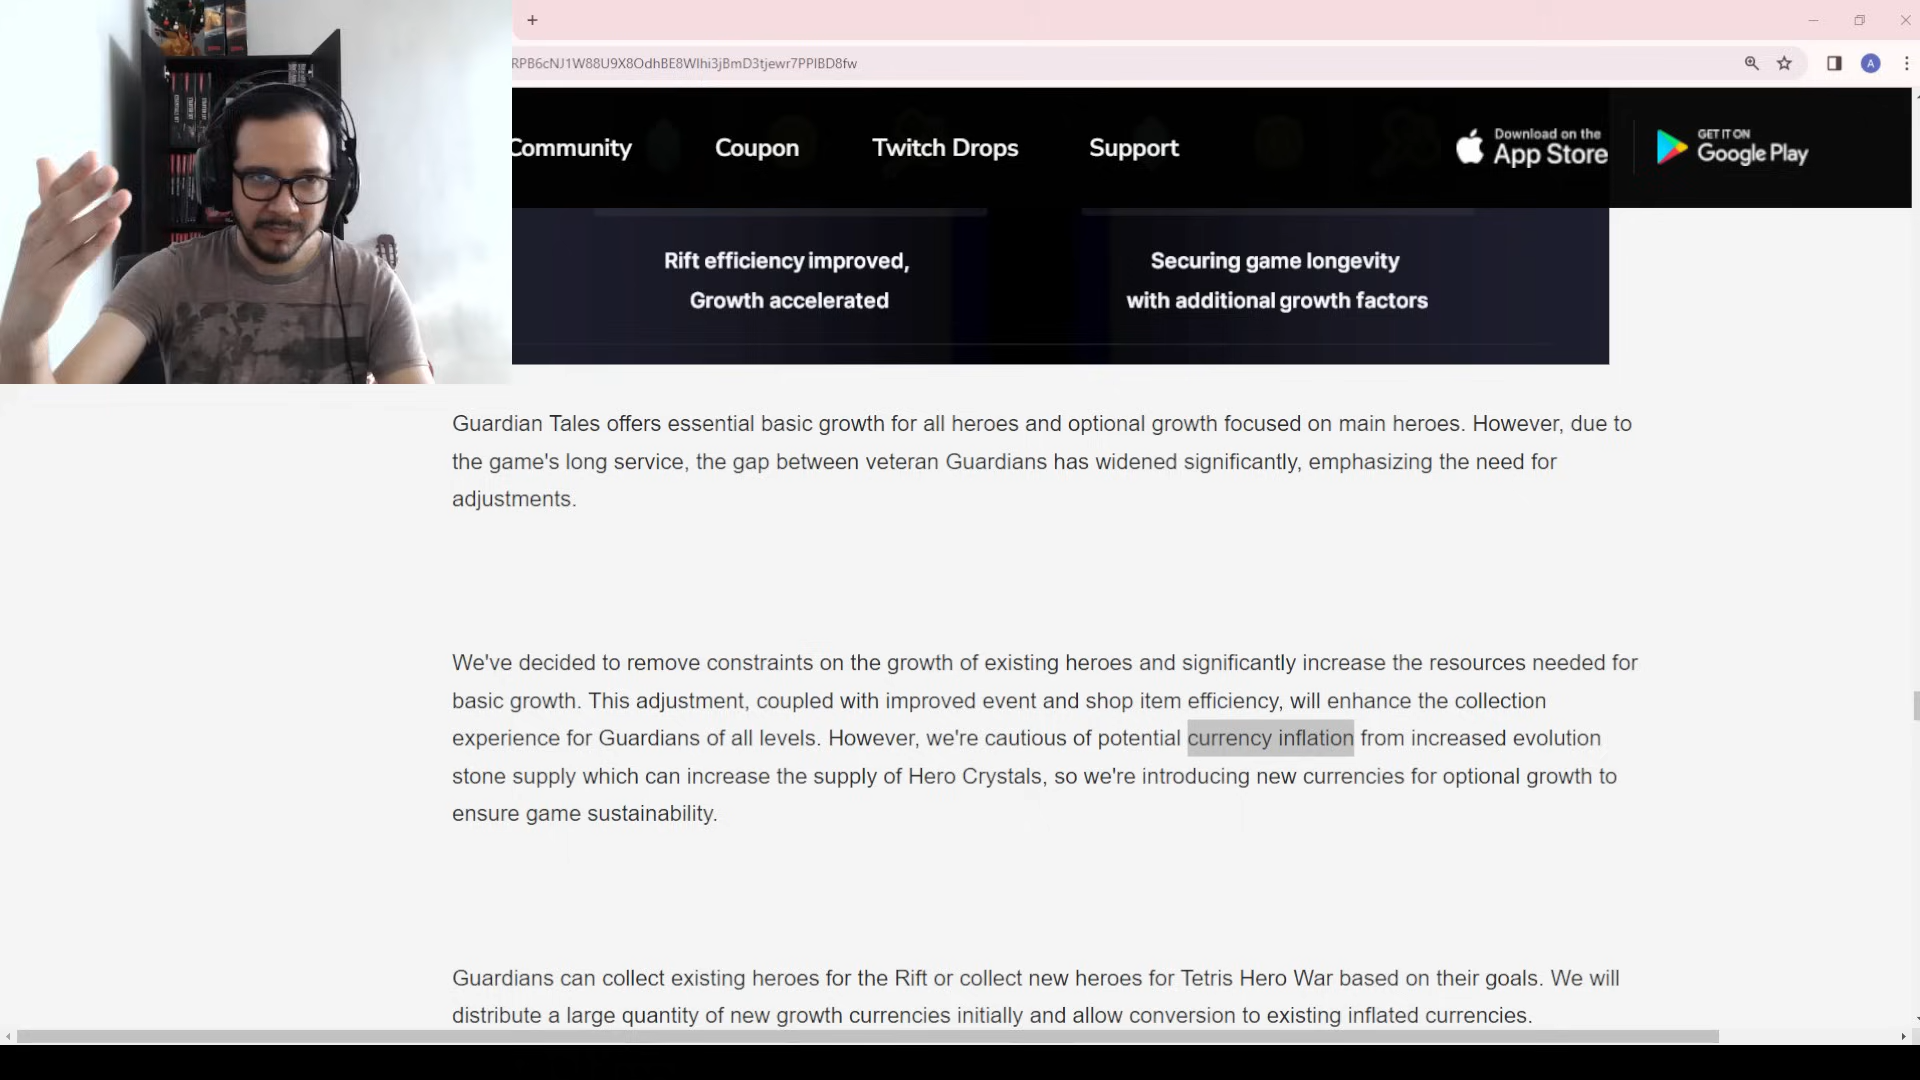 RPB6cNJ1W88U9X8OdhBE8Wlhi3jBmD3tjewr7PPIBD8fw
A
Community
Coupon
Twitch Drops
Support
Download on the
App Store
GET IT ON
Google Play
Rift efficiency improved,
Growth accelerated
Securing game longevity
with additional growth factors
Guardian Tales offers essential basic growth for all heroes and optional growth focused on main heroes. However, due to
the game's long service, the gap between veteran Guardians has widened significantly, emphasizing the need for
adjustments.
We've decided to remove constraints on the growth of existing heroes and significantly increase the resources needed for
basic growth. This adjustment, coupled with improved event and shop item efficiency, will enhance the collection
experience for Guardians of all levels. However, we're cautious of potential currency inflation from increased evolution
stone supply which can increase the supply of Hero Crystals, so we're introducing new currencies for optional growth to
ensure game sustainability.
Guardians can collect existing heroes for the Rift or collect new heroes for Tetris Hero War based on their goals. We will
distribute a large quantity of new growth currencies initially and allow conversion to existing inflated currencies.